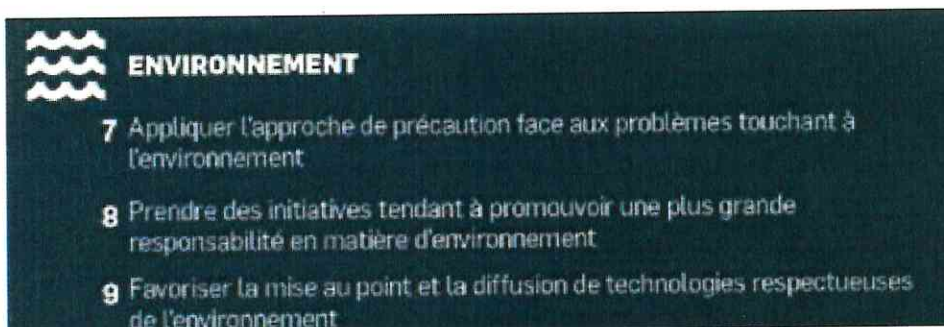 ENVIRONNEMENT
7 Appliquer l'approche de précaution face aux problèmes touchant à
l'environnement
8 Prendre des initiatives tendant à promouvoir une plus grande
responsabilité en matière d'environnement
9 Favoriser la mise au point et la diffusion de technologies respectueuses
de l'environnement